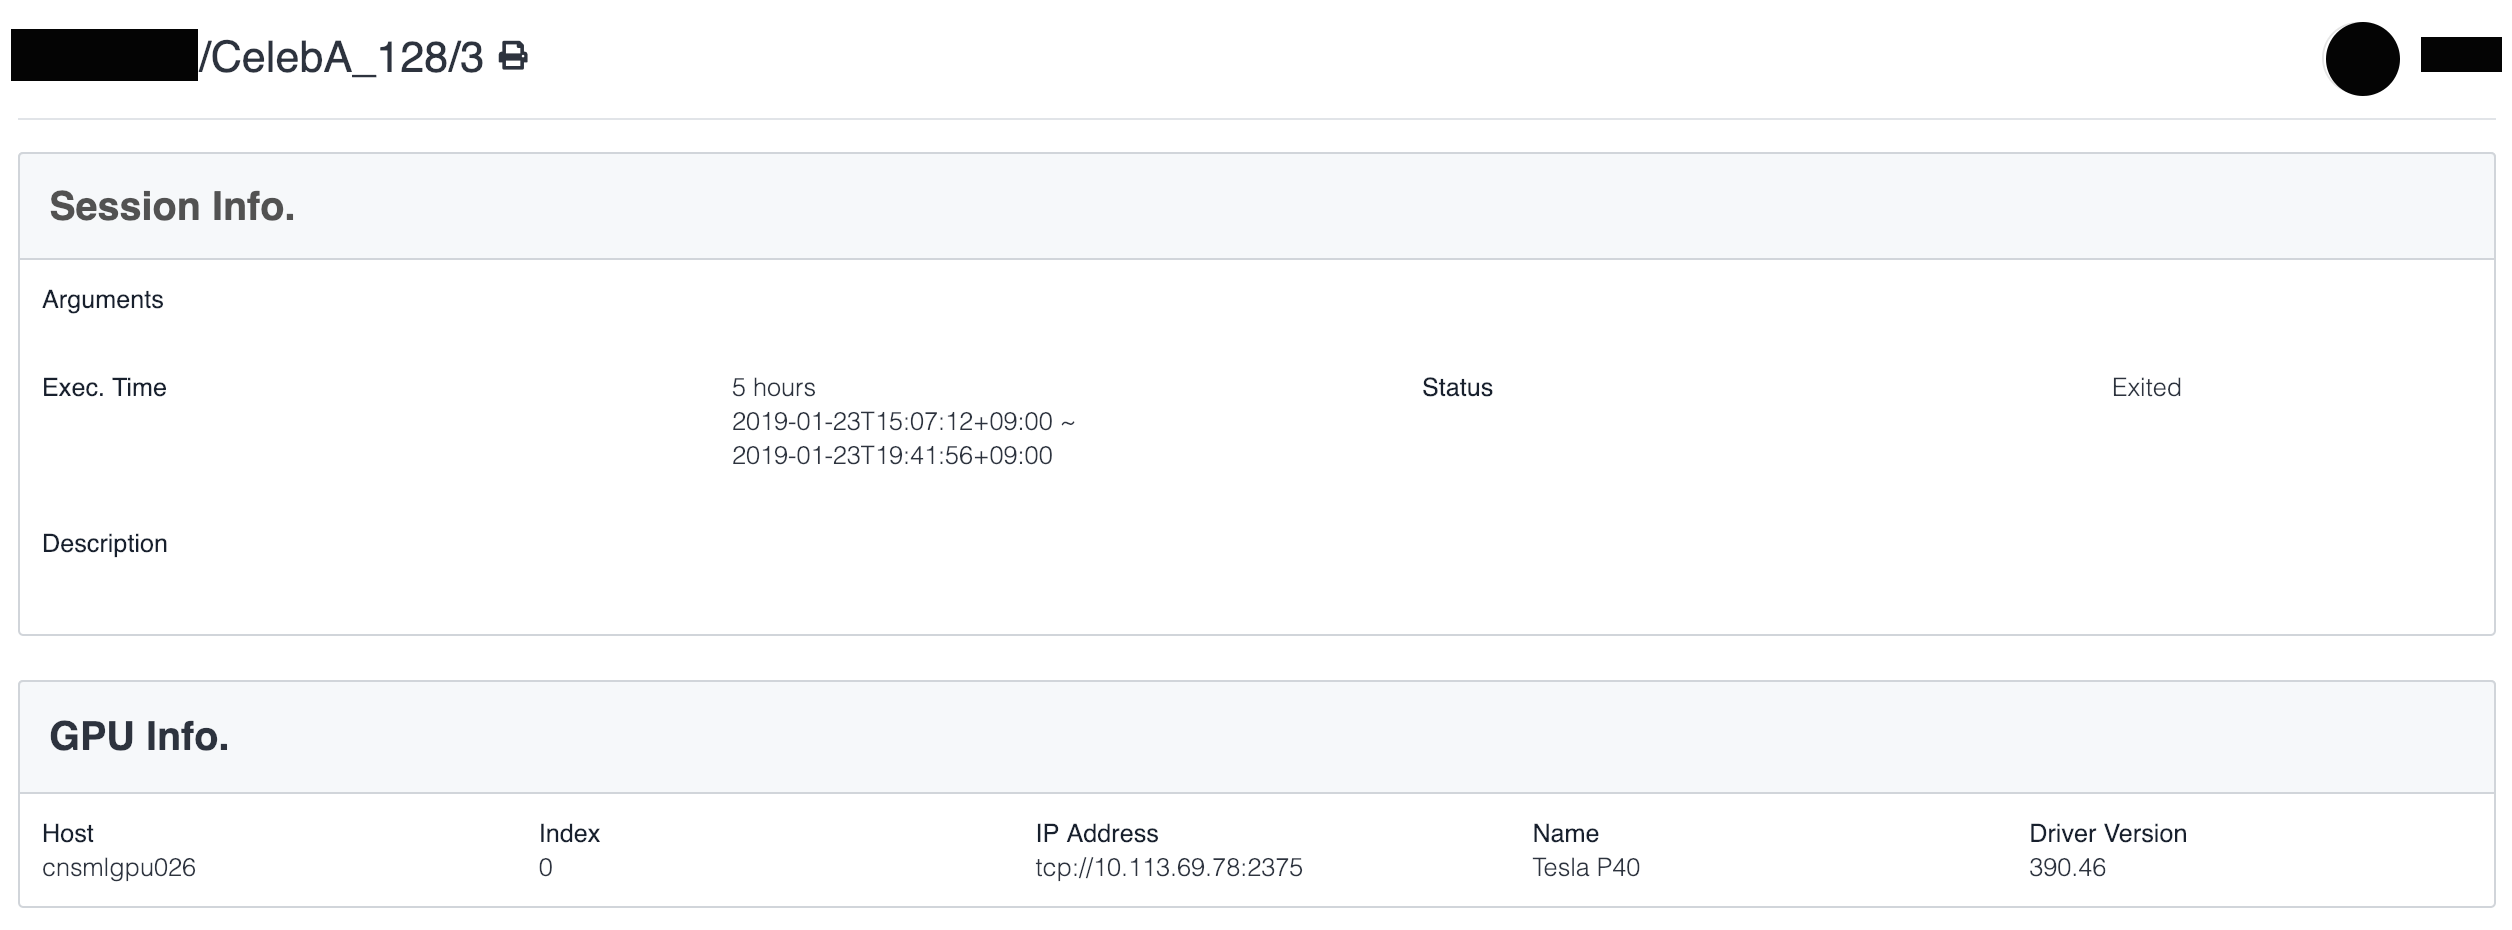 /CelebA_128/3
Session Info.
Arguments
Exec. Time
5 hours
2019-01-23T15:07:12+09:00 ~
2019-01-23T19:41:56+09:00
Status
Exited
Description
GPU Info.
Host
cnsmlgpu026
Index
0
IP Address
tcp://10.113.69.78:2375
Name
Tesla P40
Driver Version
390.46